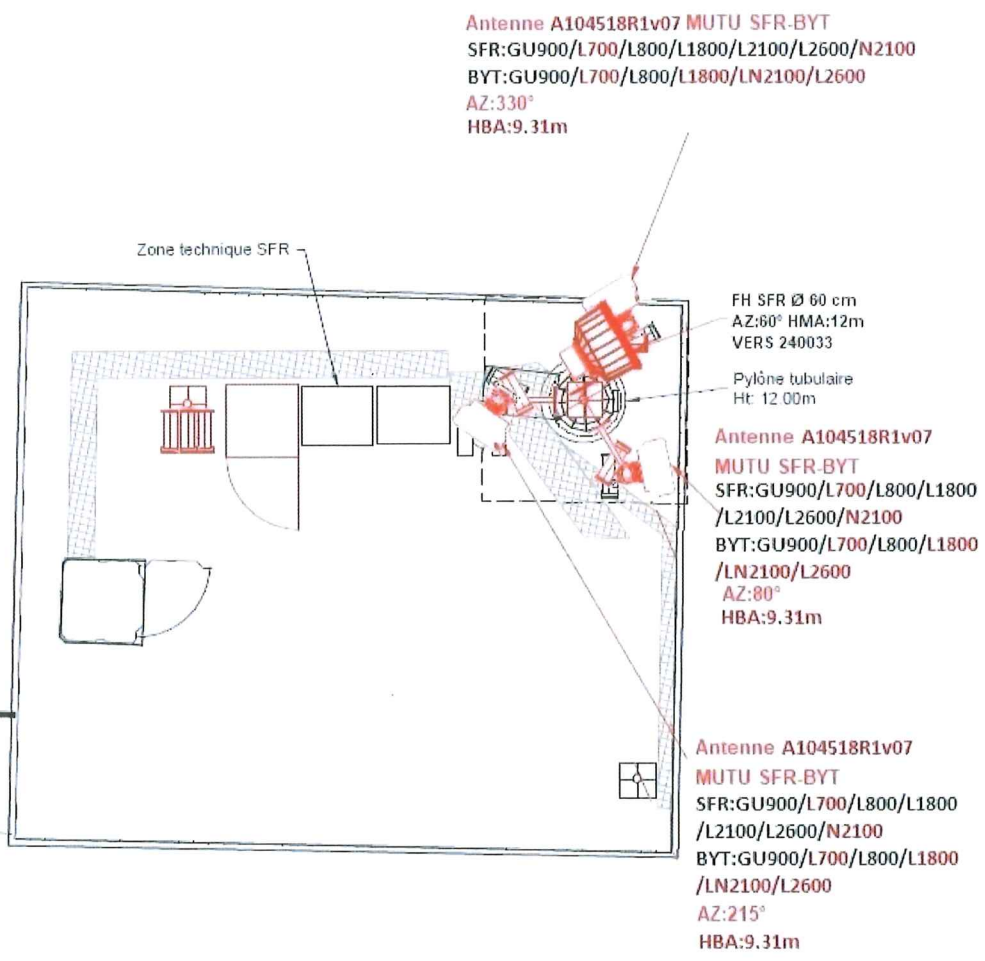 Antenne A104518R1v07 MUTU SFR-BYT
SFR:GU900/L700/L800/L1800/L2100/L2600/N2100
BYT:GU900/L700/L800/L1800/LN2100/L2600
AZ:330°
HBA:9.31m
Zone technique SFR
FH SFR Ø 60 cm
AZ:60° HMA:12m
VERS 240033
Pylône tubulaire
Ht: 12.00m
Antenne A104518R1v07
MUTU SFR-BYT
SFR:GU900/L700/L800/L1800
/L2100/L2600/N2100
BYT:GU900/L700/L800/L1800
/LN2100/L2600
AZ:80°
HBA:9.31m
Antenne A104518R1v07
MUTU SFR-BYT
SFR:GU900/L700/L800/L1800
/L2100/L2600/N2100
BYT:GU900/L700/L800/L1800
/LN2100/L2600
AZ:215°
HBA:9.31m